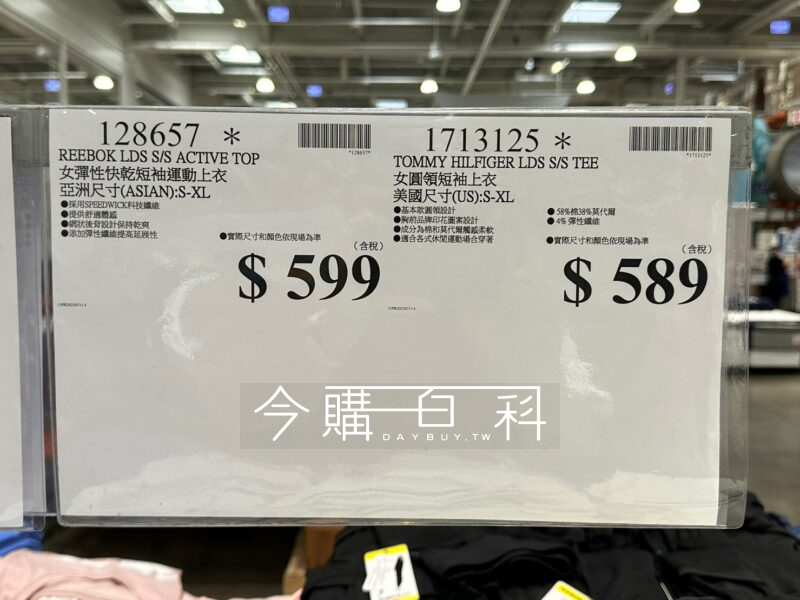 128657 *
*128657*
REEBOK LDS S/S ACTIVE TOP
女彈性快乾短袖運動上衣
亞洲尺寸(ASIAN):S-XL
●採用SPEEDWICK科技纖維
●提供舒適體感
●網狀後背設計保持乾爽
●添加彈性纖維提高延展性
●實際尺寸和顏色依現場為準
(含稅)
$ 599
1713125 *
*1713125*
TOMMY HILFIGER LDS S/S TEE
女圓領短袖上衣
美國尺寸(US):S-XL
●基本款圓領設計
●胸前品牌印花圖案設計
●成分為棉和莫代爾觸感柔軟
●適合各式休閒運動場合穿著
●58%棉38%莫代爾
●4% 彈性纖維
●實際尺寸和顏色依現場為準
(含稅)
$ 589
今購百科
DAYBUY.TW